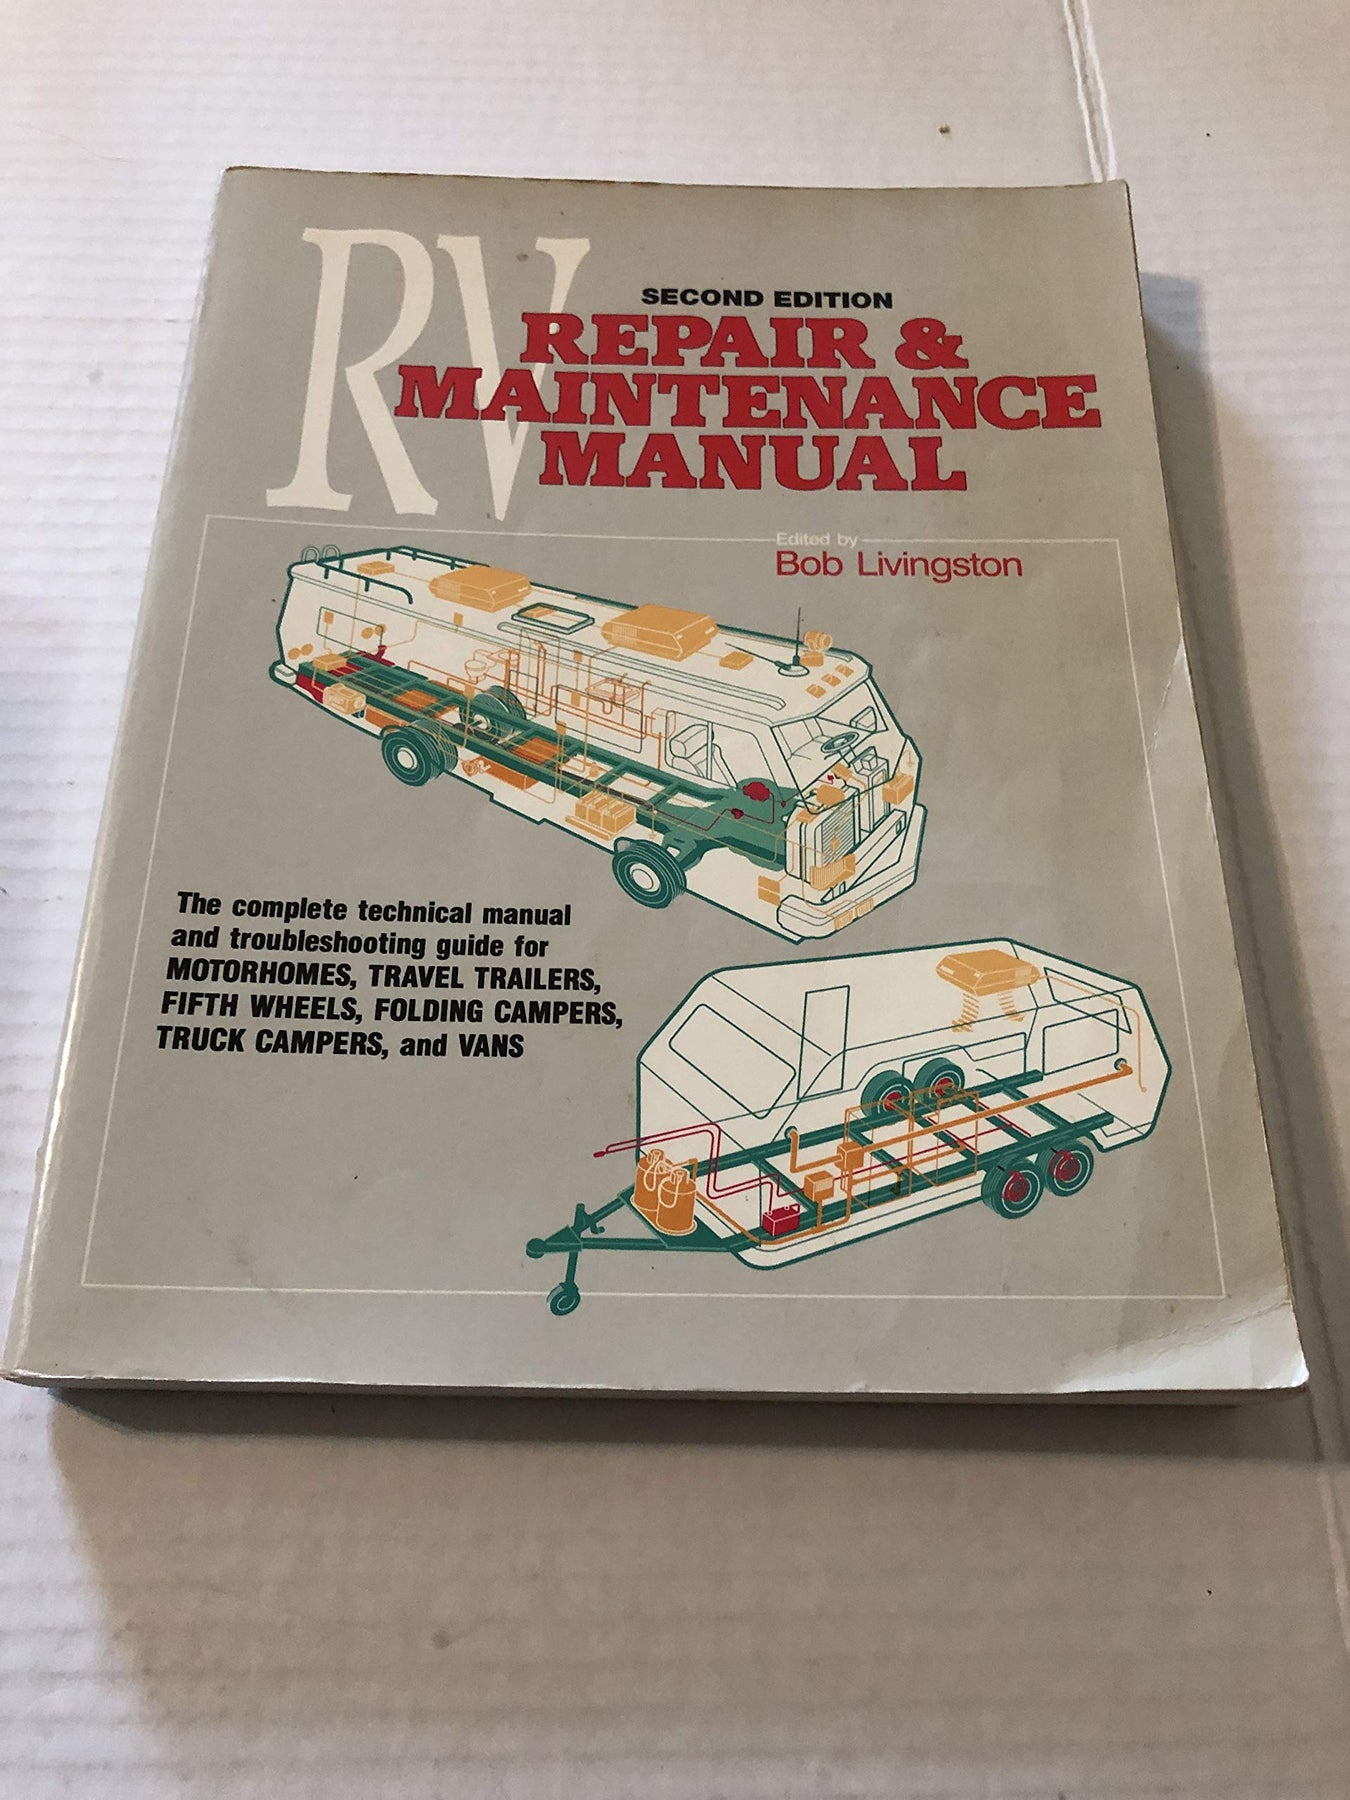 RV
SECOND EDITION
REPAIR &
MAINTENANCE
MANUAL
Edited by
Bob Livingston
The complete technical manual
and troubleshooting guide for
MOTORHOMES, TRAVEL TRAILERS,
FIFTH WHEELS, FOLDING CAMPERS,
TRUCK CAMPERS, and VANS